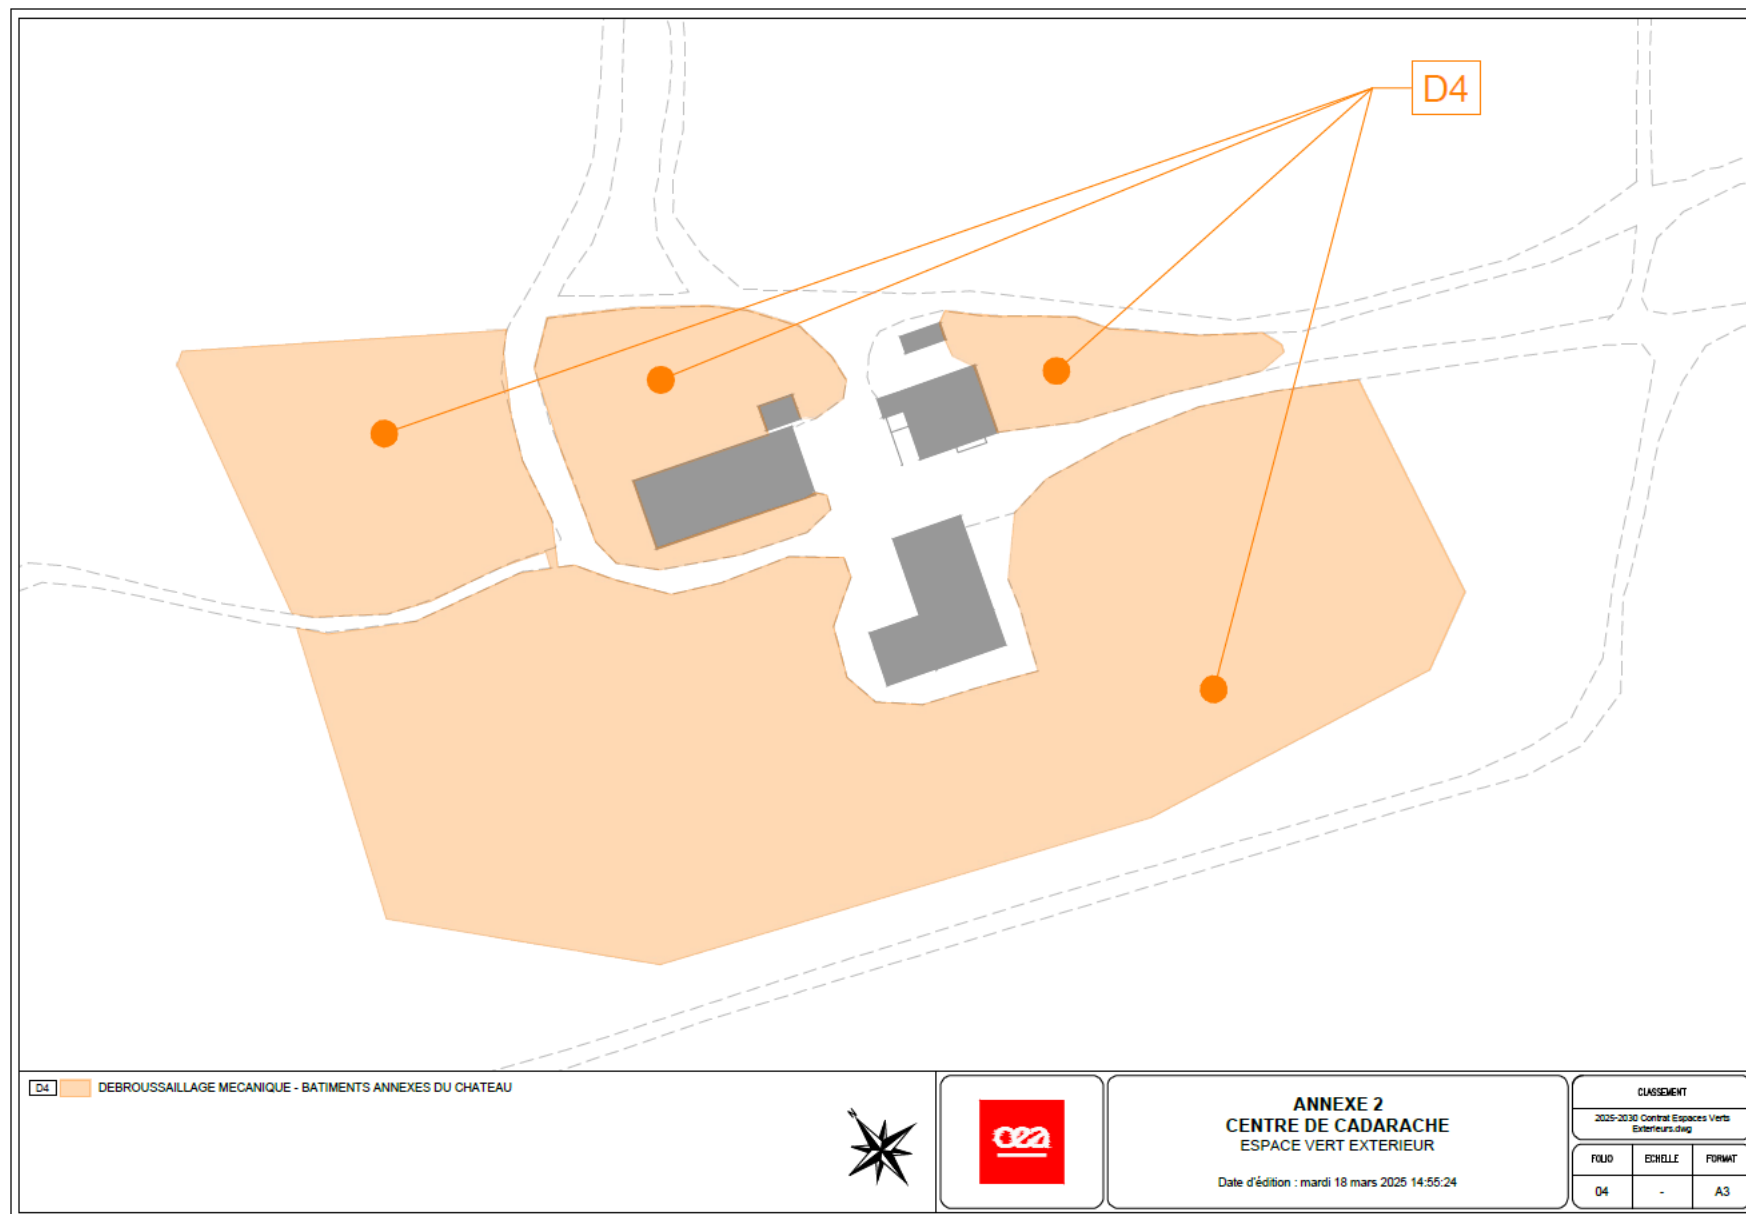 D4
D4 DEBROUSSAILLAGE MECANIQUE - BATIMENTS ANNEXES DU CHATEAU
N
cea
ANNEXE 2
CENTRE DE CADARACHE
ESPACE VERT EXTERIEUR
Date d'édition : mardi 18 mars 2025 14:55:24
CLASSEMENT
2025-2030 Contrat Espaces Verts
Exterieurs.dwg
FOLIO ECHELLE FORMAT
04 - A3